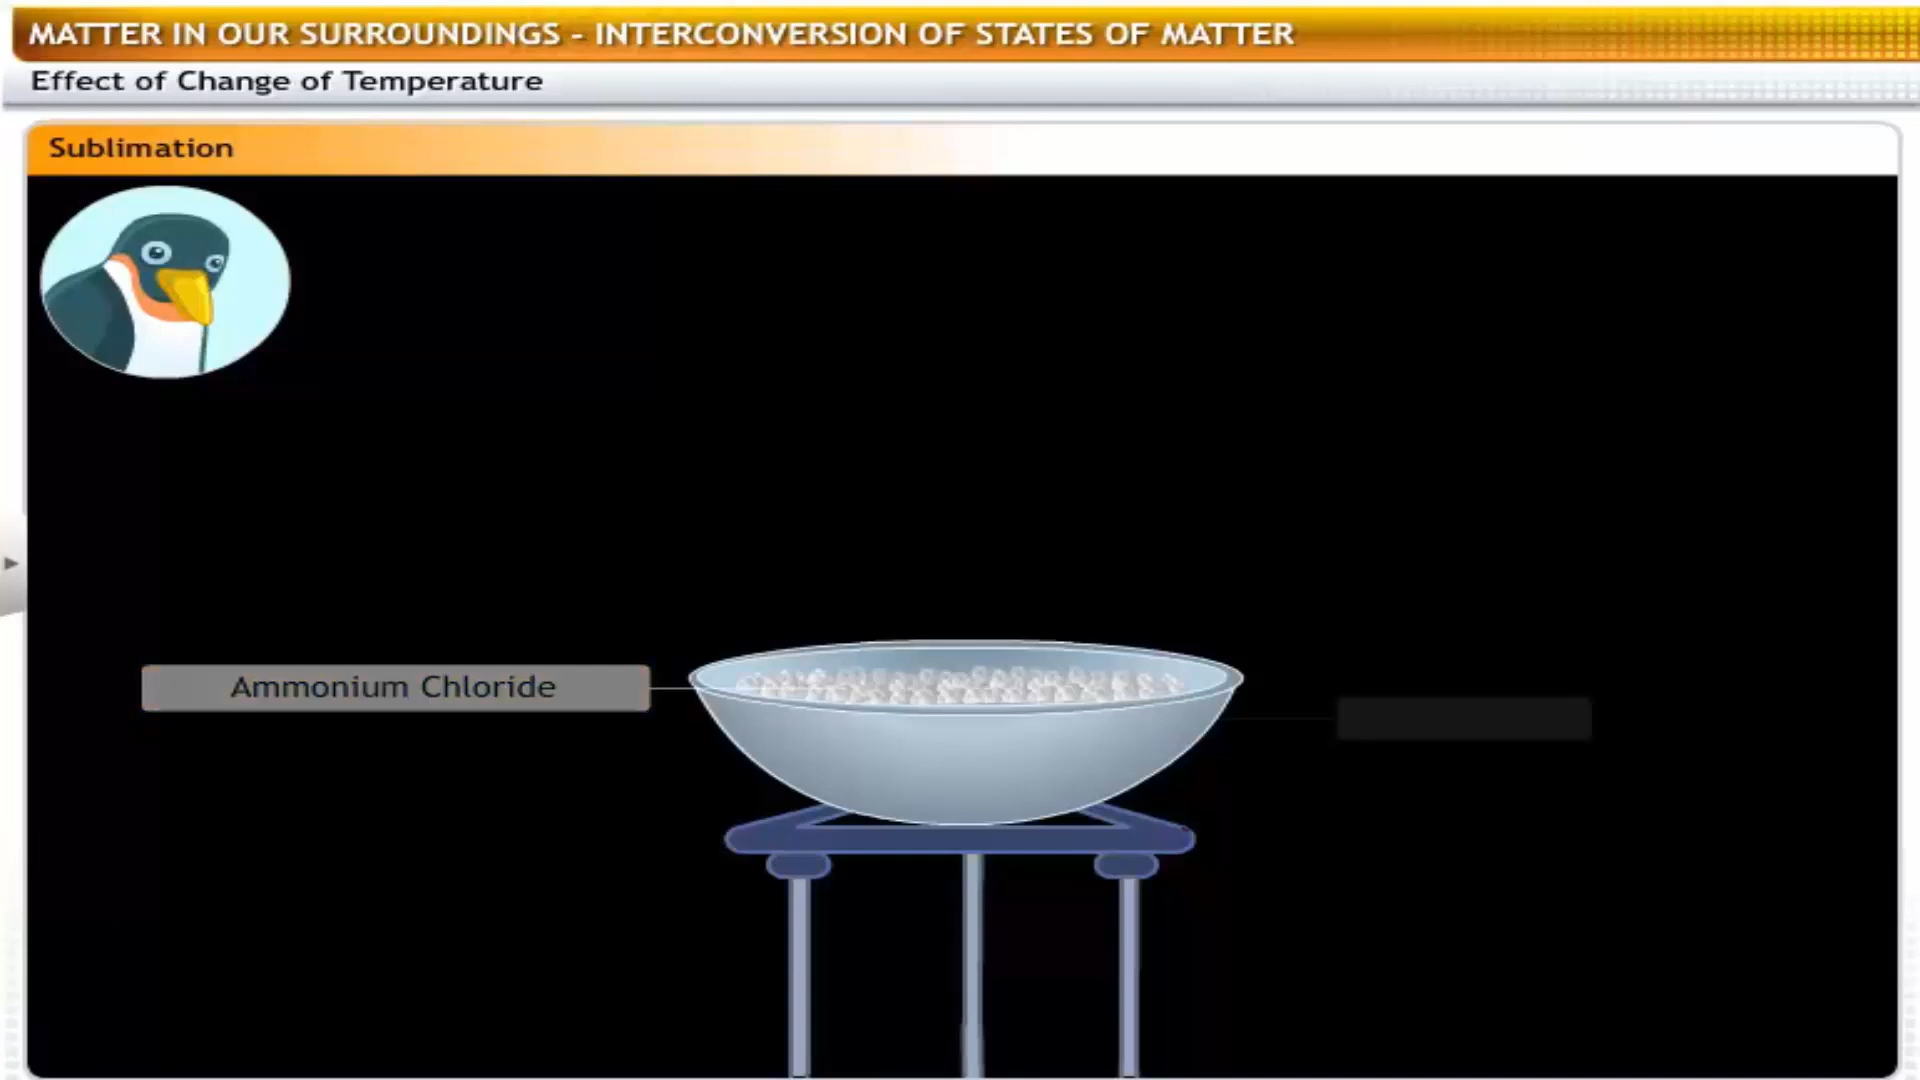 MATTER IN OUR SURROUNDINGS - INTERCONVERSION OF STATES OF MATTER
Effect of Change of Temperature
Sublimation
Ammonium Chloride